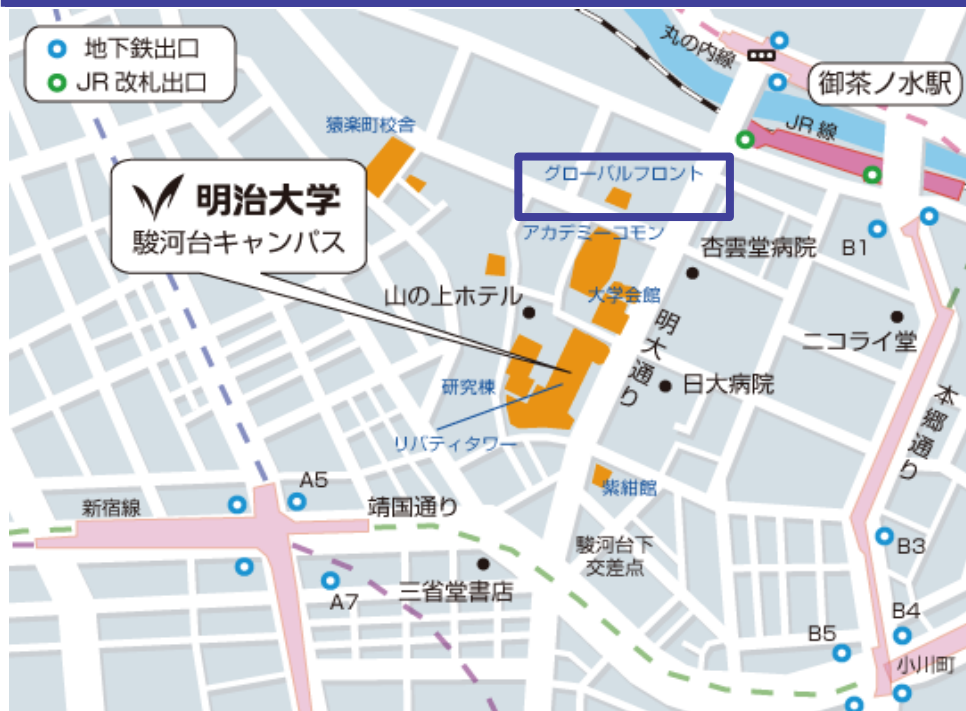 地下鉄出口
JR 改札出口
丸の内線
御茶ノ水駅
JR 線
猿楽町校舎
グローバルフロント
明治大学
駿河台キャンパス
アカデミーコモン
杏雲堂病院
B1
山の上ホテル
大学会館
明大通り
ニコライ堂
研究棟
日大病院
本郷通り
リバティタワー
紫紺館
A5
新宿線
靖国通り
駿河台下
交差点
B3
三省堂書店
A7
B4
B5
小川町